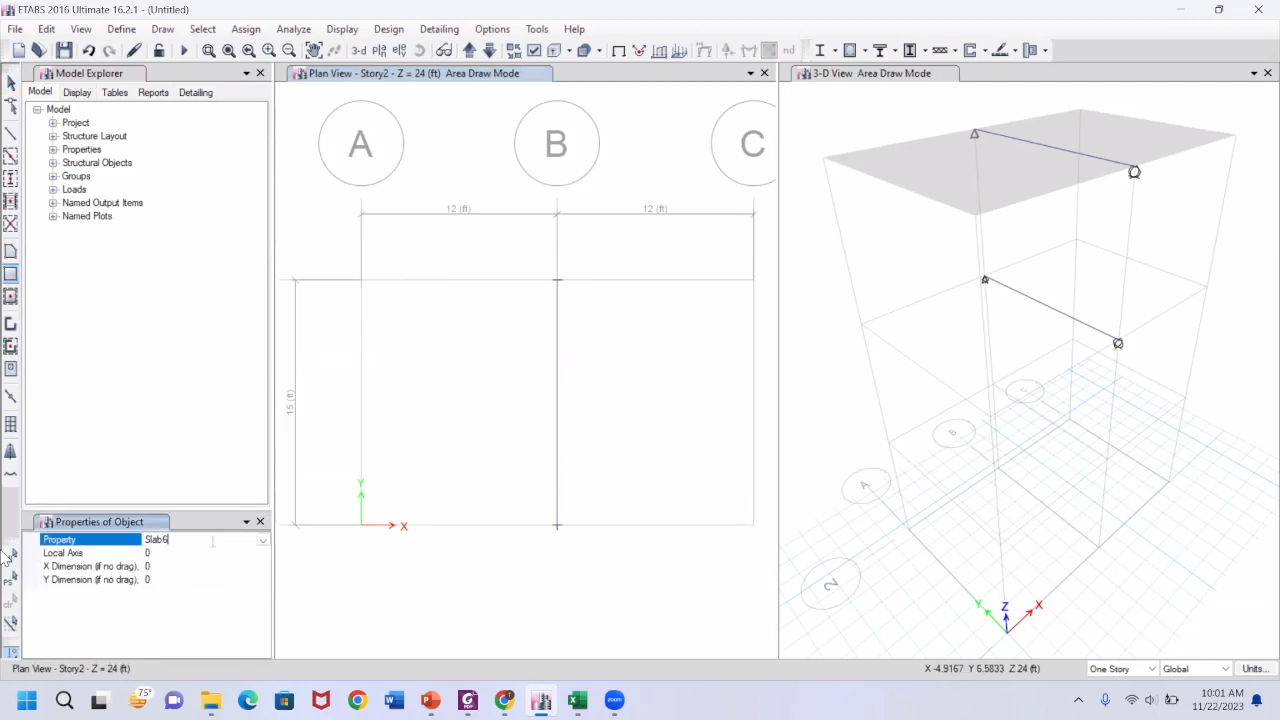 ETABS 2016 Ultimate 16.2.1 - (Untitled)
File Edit View Define Draw Select Assign Analyze Display Design Detailing Options Tools Help
3-d nd
Model Explorer
Model Display Tables Reports Detailing
Model
Project
Structure Layout
Properties
Structural Objects
Groups
Loads
Named Output Items
Named Plots
Properties of Object
Property Slab6
Local Axis 0
X Dimension (if no drag), 0
Y Dimension (if no drag), 0
PS
clr
Plan View - Story2 - Z = 24 (ft) Area Draw Mode
A B C
12 (ft) 12 (ft)
15 (ft)
Y
X
3-D View Area Draw Mode
C
B
A
2
Y Z X
Plan View - Story2 - Z = 24 (ft)
X -4.9167 Y 6.5833 Z 24 (ft)
One Story Global Units...
75°
zoom
10:01 AM
11/22/2023